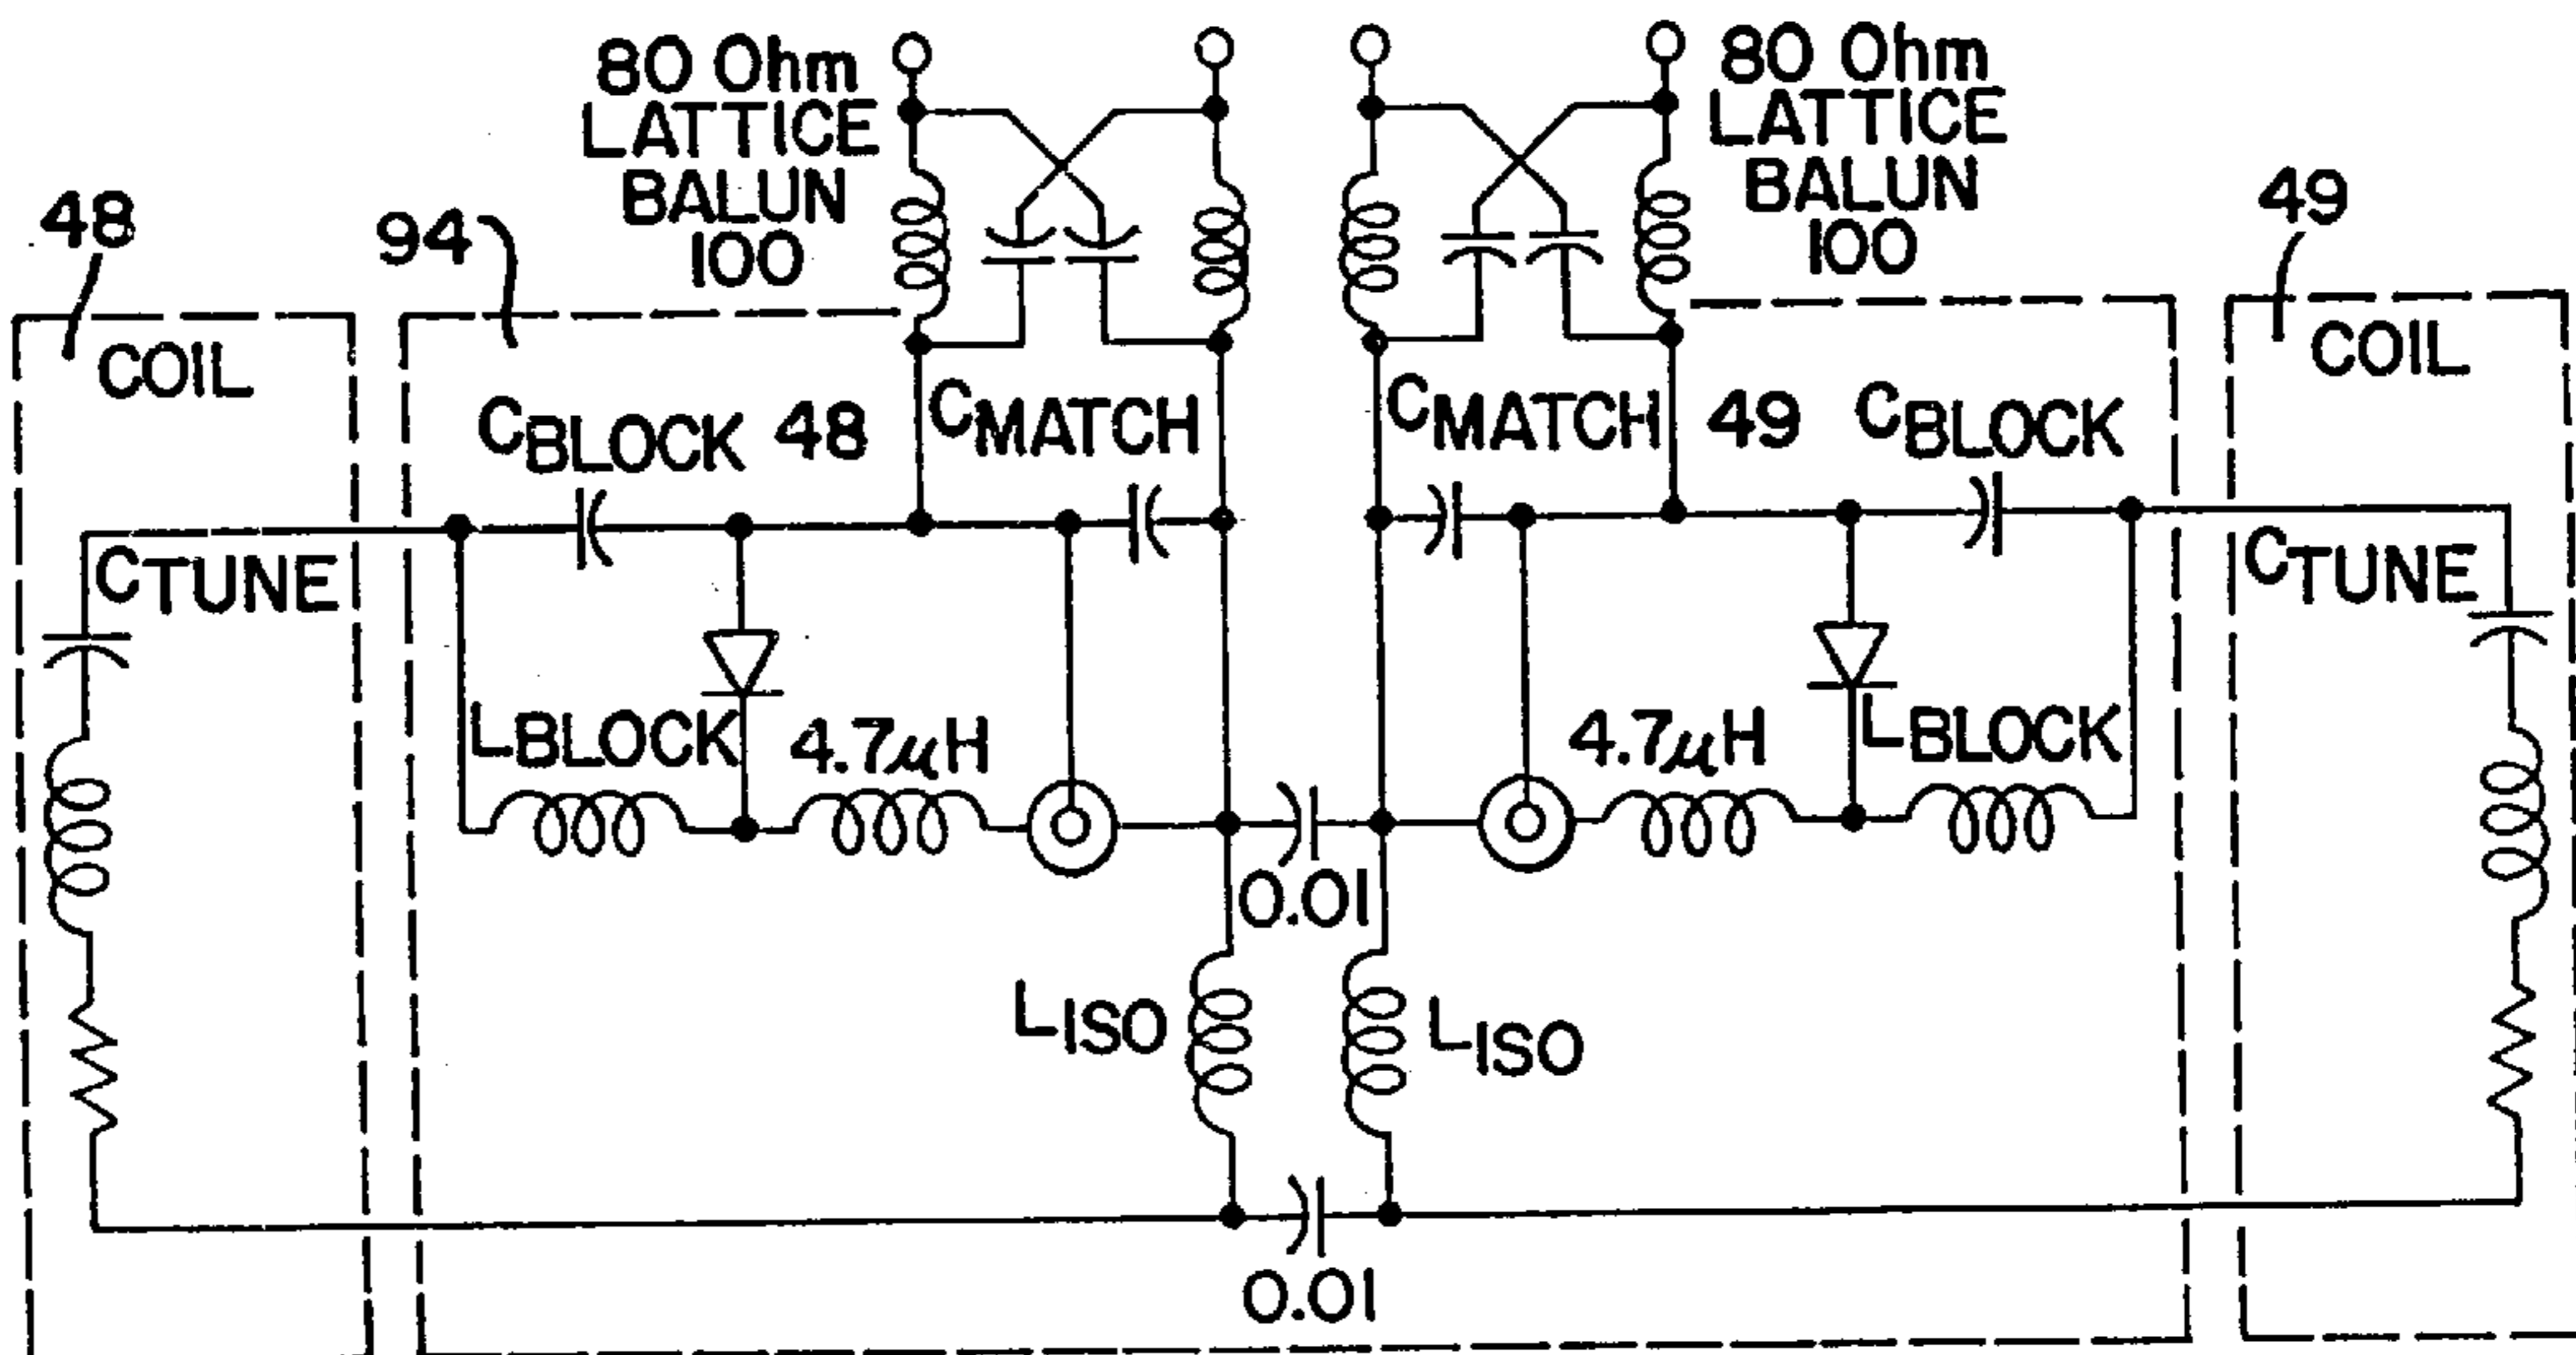 80 Ohm
LATTICE
BALUN
100
80 Ohm
LATTICE
BALUN
100
48
94
49
COIL
COIL
CBLOCK 48
CMATCH
CMATCH 49
CBLOCK
CTUNE
CTUNE
LBLOCK
4.7μH
4.7μH
LBLOCK
0.01
LISO
LISO
0.01